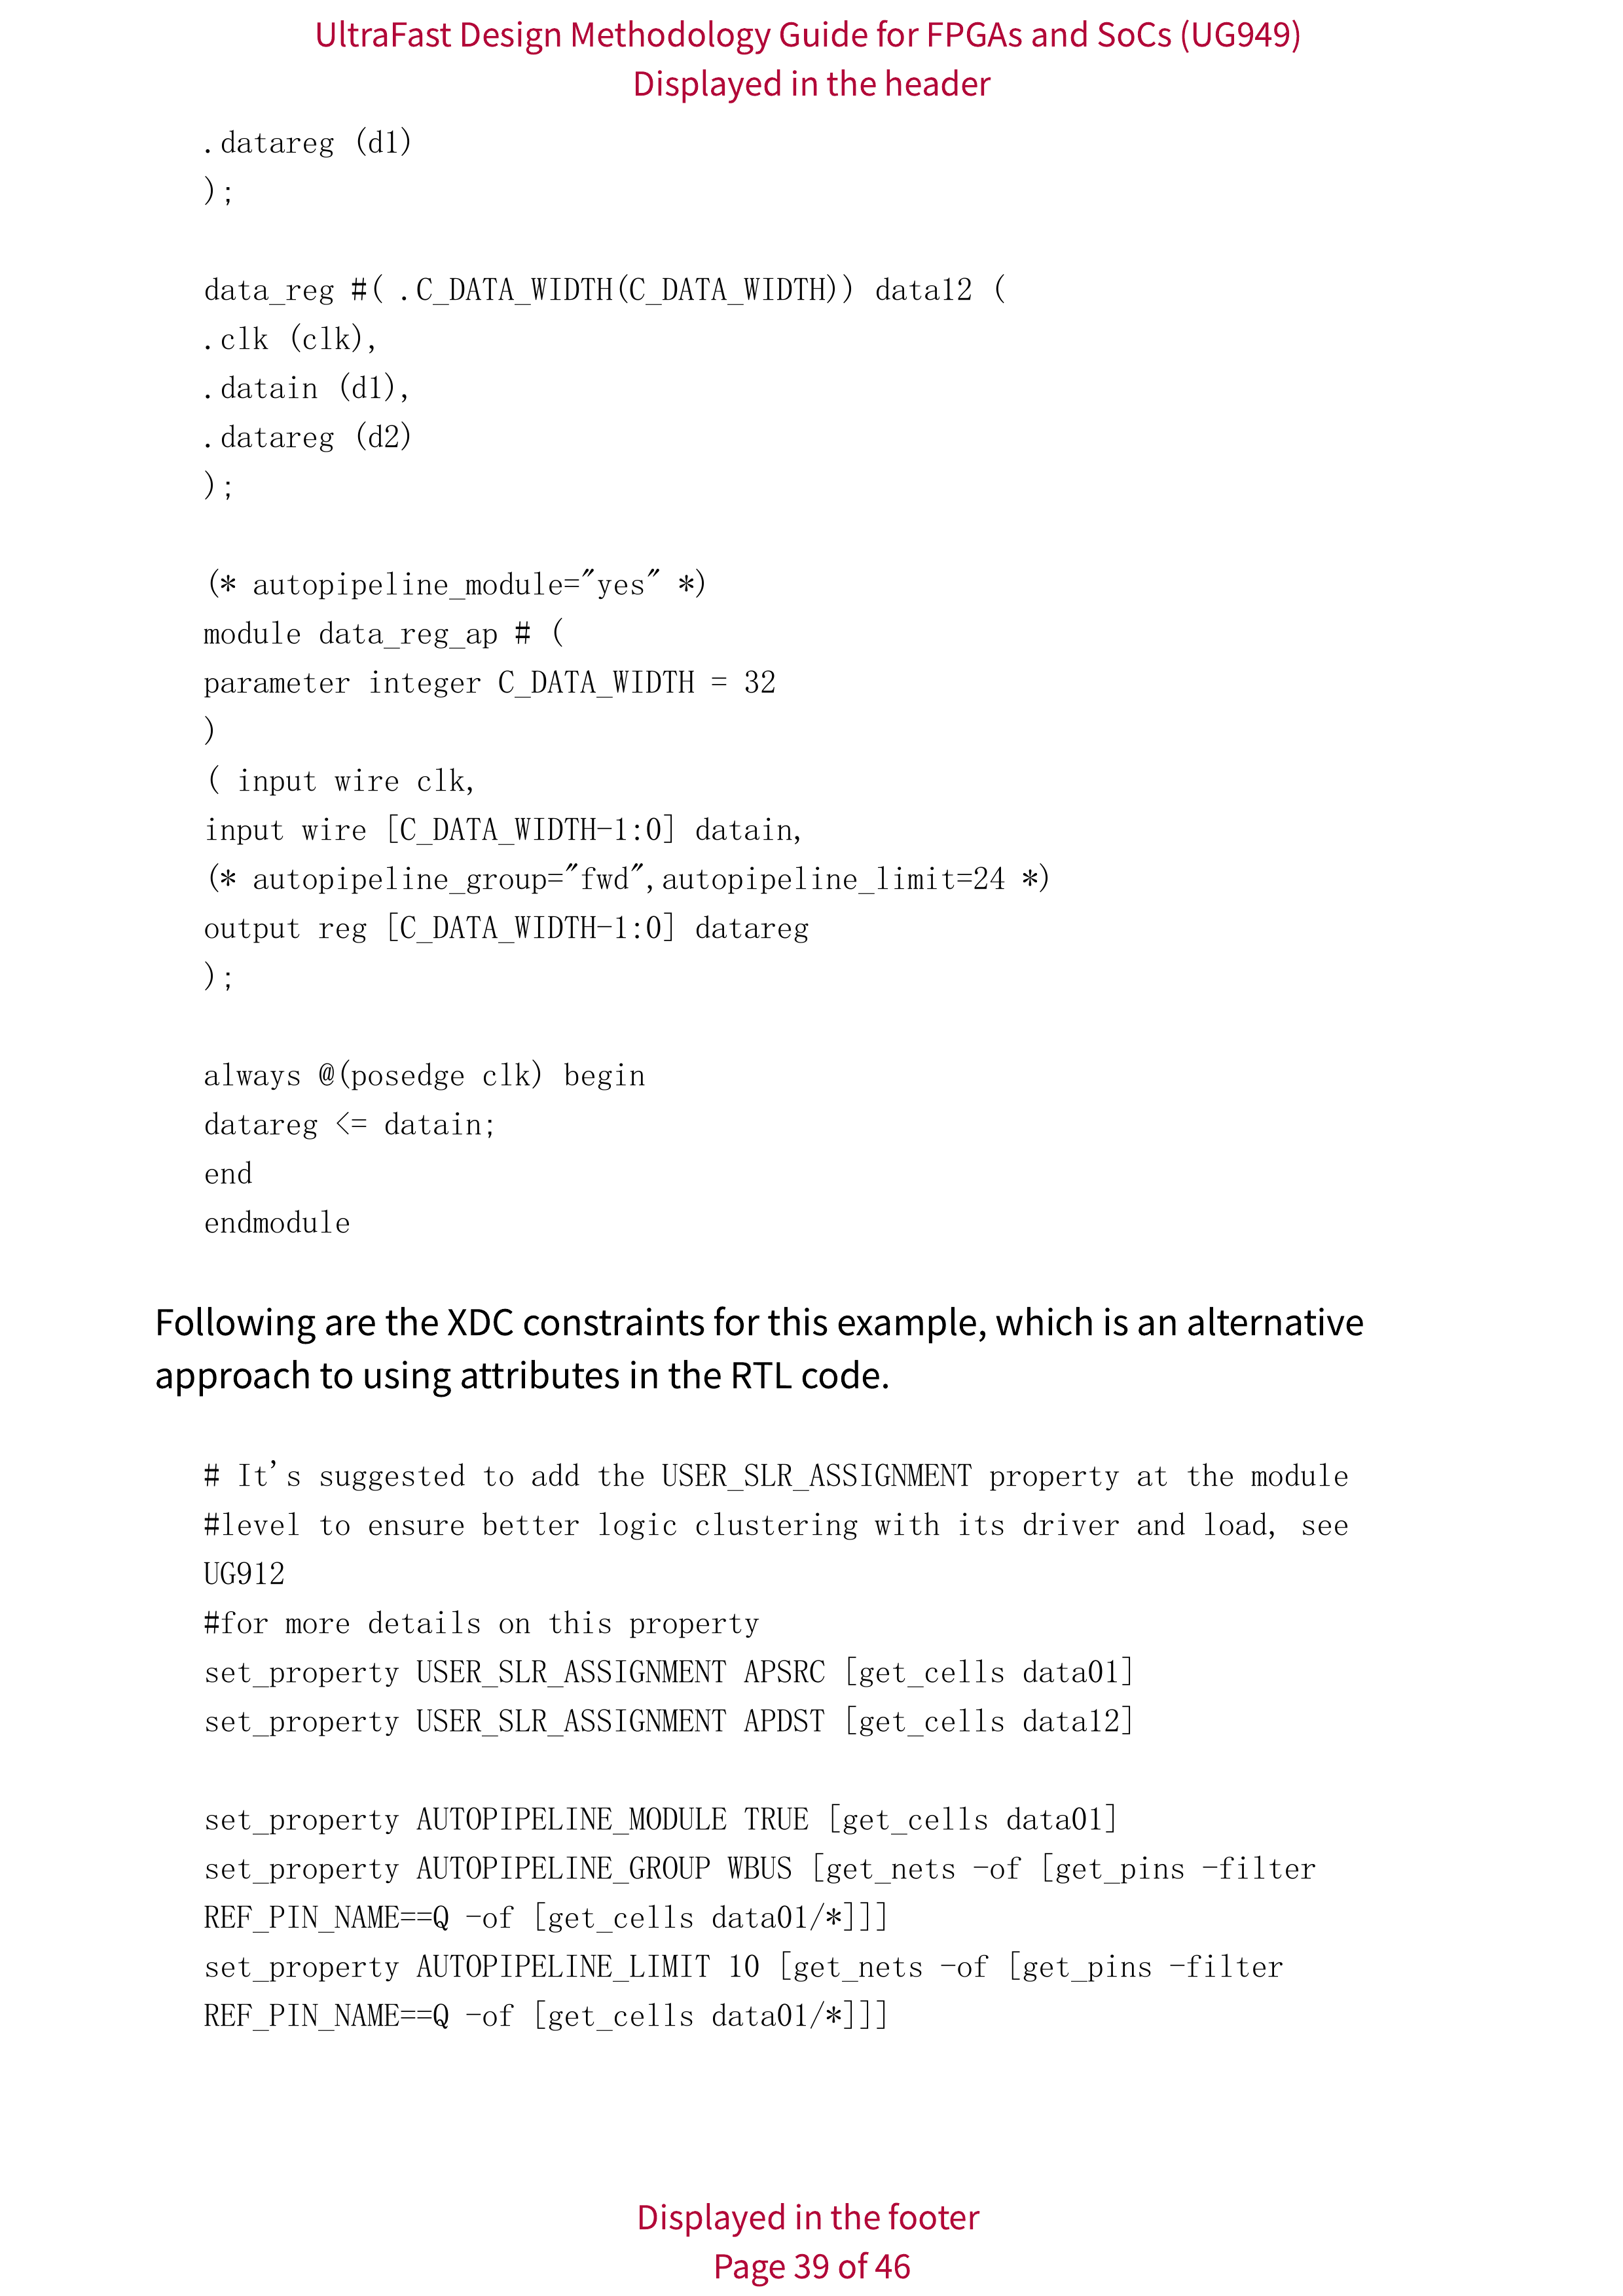 UltraFast Design Methodology Guide for FPGAs and SoCs (UG949)
Displayed in the header
.datareg (d1)
);
data_reg #( .C_DATA_WIDTH(C_DATA_WIDTH)) data12 (
.clk (clk),
.datain (d1),
.datareg (d2)
);
(* autopipeline_module="yes" *)
module data_reg_ap # (
parameter integer C_DATA_WIDTH = 32
)
( input wire clk,
input wire [C_DATA_WIDTH-1:0] datain,
(* autopipeline_group="fwd",autopipeline_limit=24 *)
output reg [C_DATA_WIDTH-1:0] datareg
);
always @(posedge clk) begin
datareg <= datain;
end
endmodule
Following are the XDC constraints for this example, which is an alternative
approach to using attributes in the RTL code.
# It's suggested to add the USER_SLR_ASSIGNMENT property at the module
#level to ensure better logic clustering with its driver and load, see
UG912
#for more details on this property
set_property USER_SLR_ASSIGNMENT APSRC [get_cells data01]
set_property USER_SLR_ASSIGNMENT APDST [get_cells data12]
set_property AUTOPIPELINE_MODULE TRUE [get_cells data01]
set_property AUTOPIPELINE_GROUP WBUS [get_nets -of [get_pins -filter
REF_PIN_NAME==Q -of [get_cells data01/*]]]
set_property AUTOPIPELINE_LIMIT 10 [get_nets -of [get_pins -filter
REF_PIN_NAME==Q -of [get_cells data01/*]]]
Displayed in the footer
Page 39 of 46